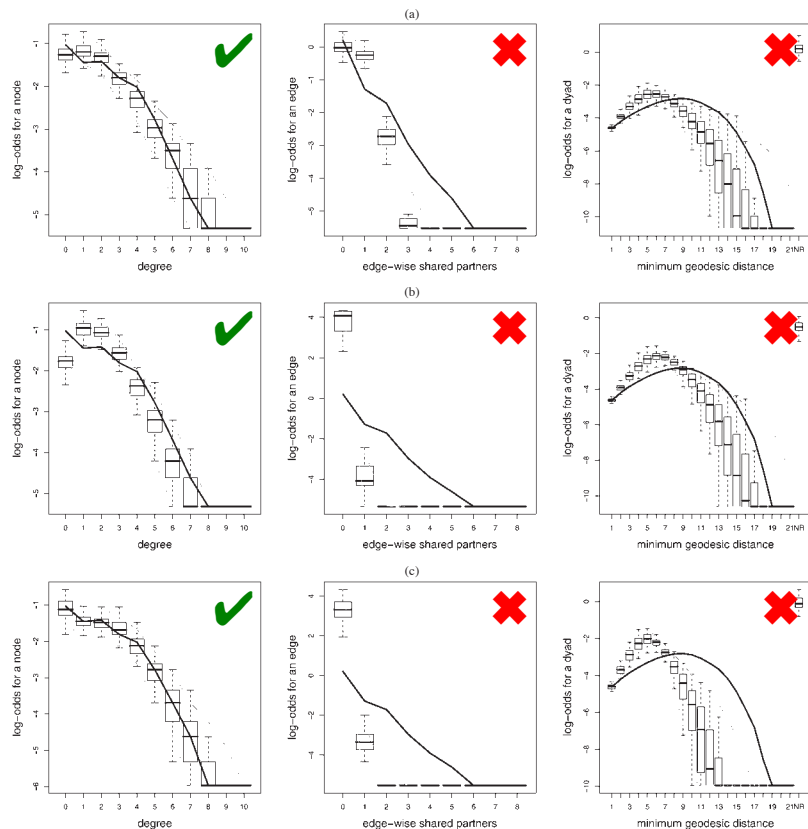 (a)
log-odds for a node
-1
-2
-3
-4
-5
0 1 2 3 4 5 6 7 8 9 10
degree
log-odds for an edge
0
-1
-2
-3
-4
-5
0 1 2 3 4 5 6 7 8
edge-wise shared partners
log-odds for a dyad
0
-2
-4
-6
-8
-10
1 3 5 7 9 11 13 15 17 19 21NR
minimum geodesic distance
(b)
log-odds for a node
-1
-2
-3
-4
-5
0 1 2 3 4 5 6 7 8 9 10
degree
log-odds for an edge
4
2
0
-2
-4
0 1 2 3 4 5 6 7 8
edge-wise shared partners
log-odds for a dyad
0
-2
-4
-6
-8
-10
1 3 5 7 9 11 13 15 17 19 21NR
minimum geodesic distance
(c)
log-odds for a node
-1
-2
-3
-4
-5
-6
0 1 2 3 4 5 6 7 8 9 10
degree
log-odds for an edge
4
2
0
-2
-4
0 1 2 3 4 5 6 7 8
edge-wise shared partners
log-odds for a dyad
0
-2
-4
-6
-8
-10
1 3 5 7 9 11 13 15 17 19 21NR
minimum geodesic distance